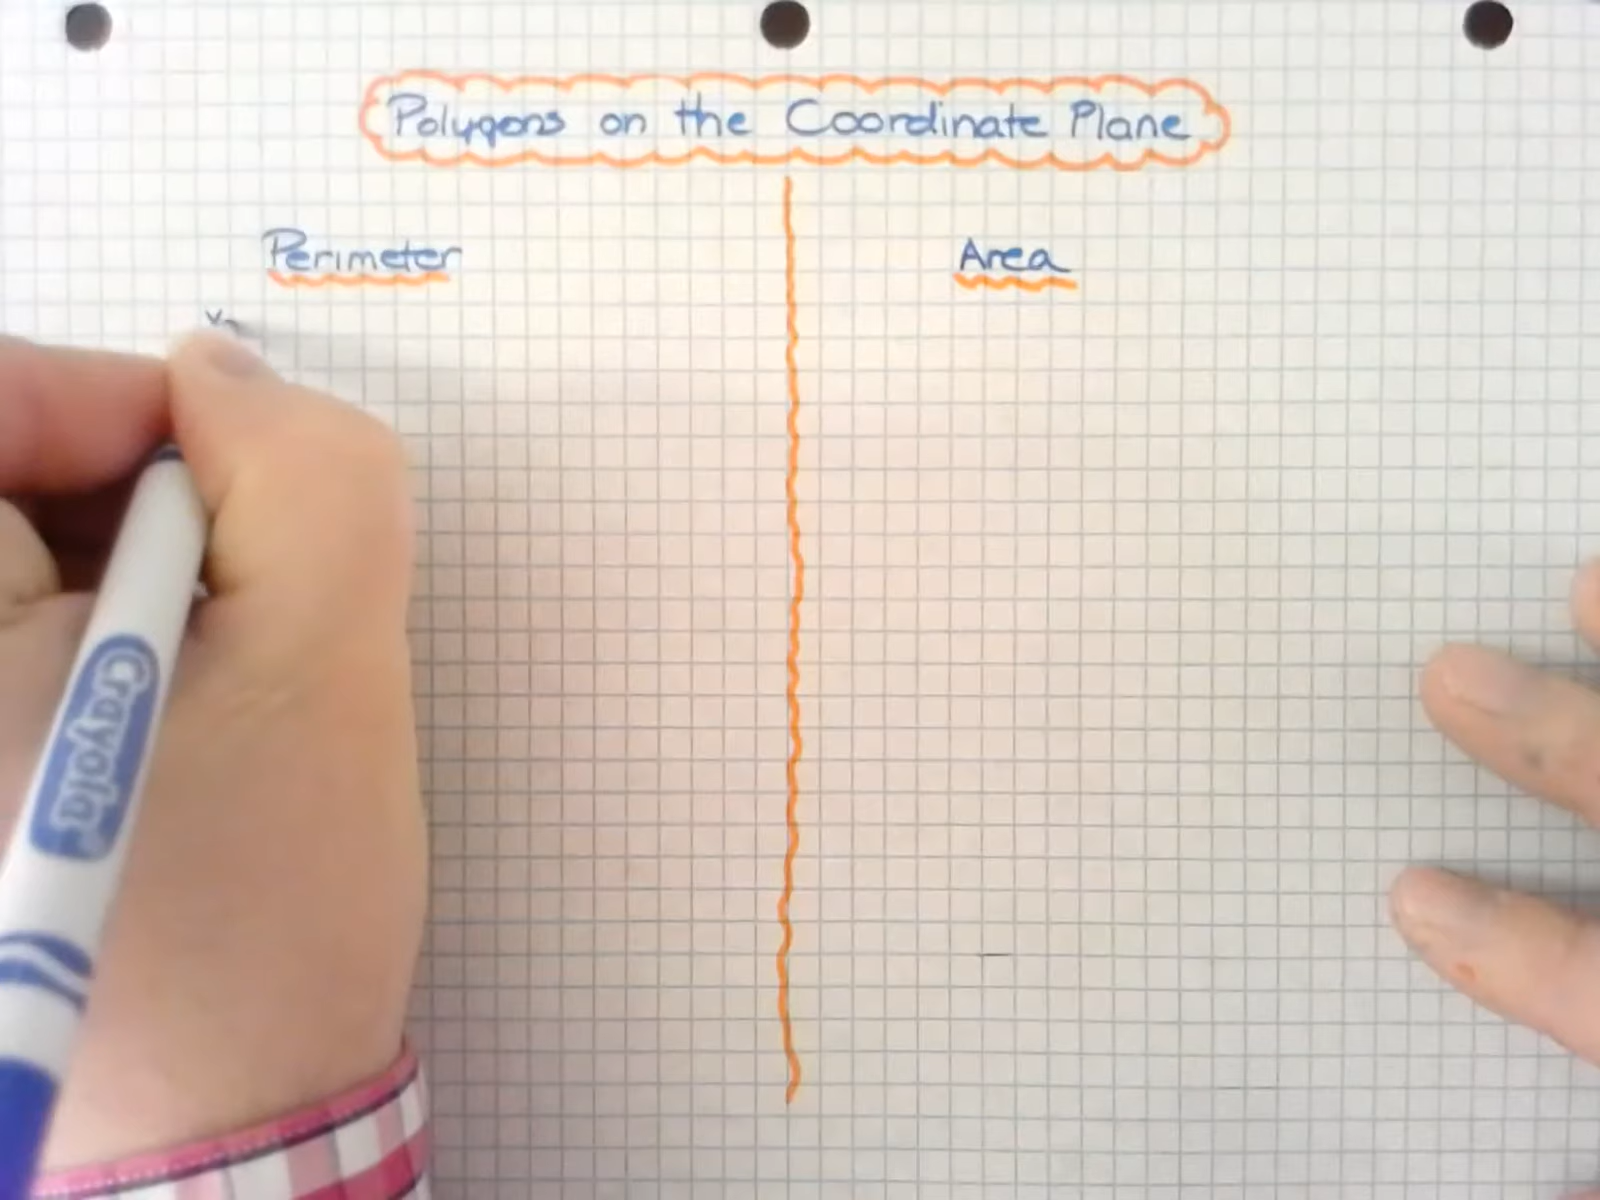 Polygons on the Coordinate Plane
Perimeter
Area
Crayola